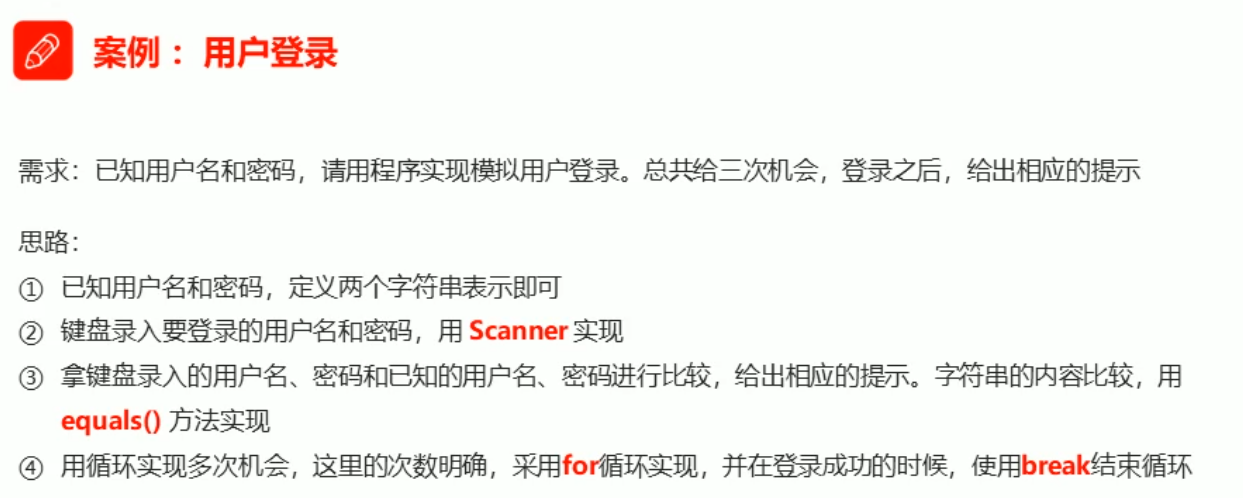 案例：用户登录
需求：已知用户名和密码，请用程序实现模拟用户登录。总共给三次机会，登录之后，给出相应的提示
思路：
① 已知用户名和密码，定义两个字符串表示即可
② 键盘录入要登录的用户名和密码，用 Scanner 实现
③ 拿键盘录入的用户名、密码和已知的用户名、密码进行比较，给出相应的提示。字符串的内容比较，用
equals() 方法实现
④ 用循环实现多次机会，这里的次数明确，采用for循环实现，并在登录成功的时候，使用break结束循环